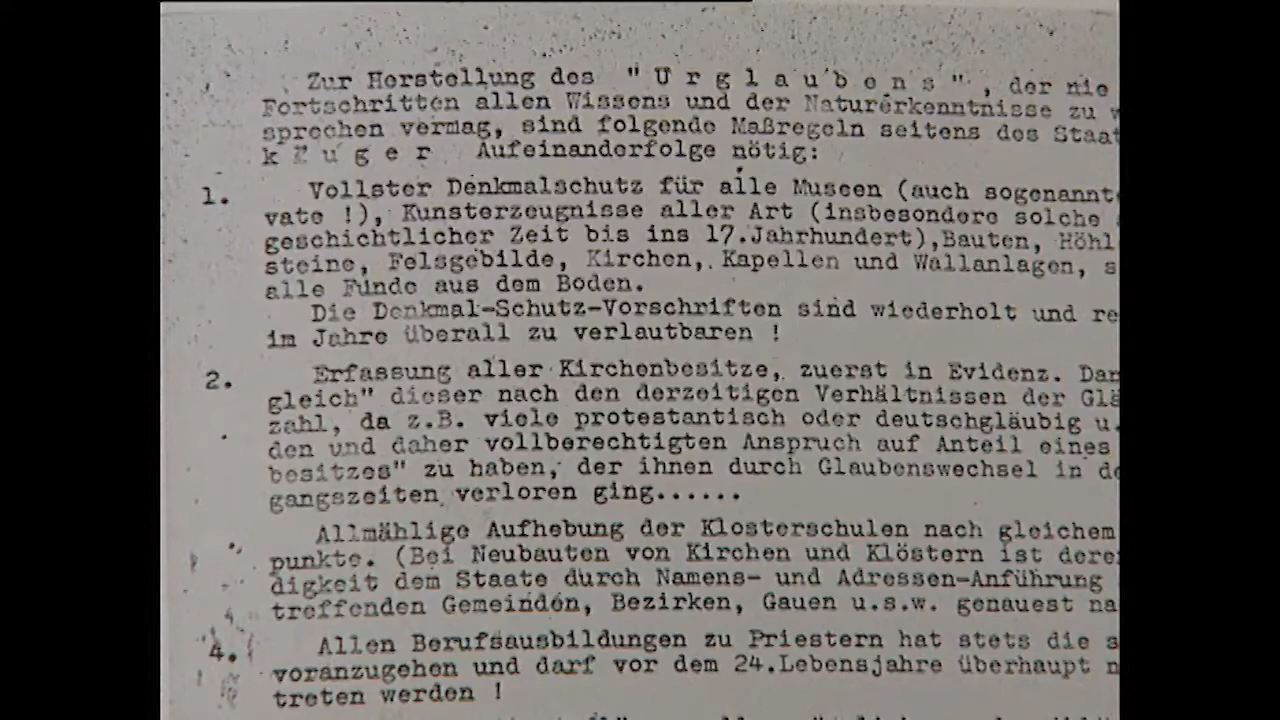 Zur Herstellung des "U r g l a u b e n s", der nie
Fortschritten allen Wissens und der Naturerkenntnisse zu w
sprechen vermag, sind folgende Maßregeln seitens des Staat
k l u g e r Aufeinanderfolge nötig:
1. Vollster Denkmalschutz für alle Museen (auch sogenannt
vate !), Kunsterzeugnisse aller Art (insbesondere solche
geschichtlicher Zeit bis ins 17.Jahrhundert),Bauten, Höhl
steine, Felsgebilde, Kirchen, Kapellen und Wallanlagen, s
alle Funde aus dem Boden.
Die Denkmal-Schutz-Vorschriften sind wiederholt und re
im Jahre überall zu verlautbaren !
2. Erfassung aller Kirchenbesitze, zuerst in Evidenz. Dan
gleich" dieser nach den derzeitigen Verhältnissen der Glä
zahl, da z.B. viele protestantisch oder deutschgläubig u.
den und daher vollberechtigten Anspruch auf Anteil eines
besitzes" zu haben, der ihnen durch Glaubenswechsel in de
gangszeiten verloren ging......
Allmählige Aufhebung der Klosterschulen nach gleichem
punkte. (Bei Neubauten von Kirchen und Klöstern ist dere
digkeit dem Staate durch Namens- und Adressen-Anführung
treffenden Gemeinden, Bezirken, Gauen u.s.w. genauest na
4. Allen Berufsausbildungen zu Priestern hat stets die s
voranzugehen und darf vor dem 24.Lebensjahre überhaupt n
treten werden !